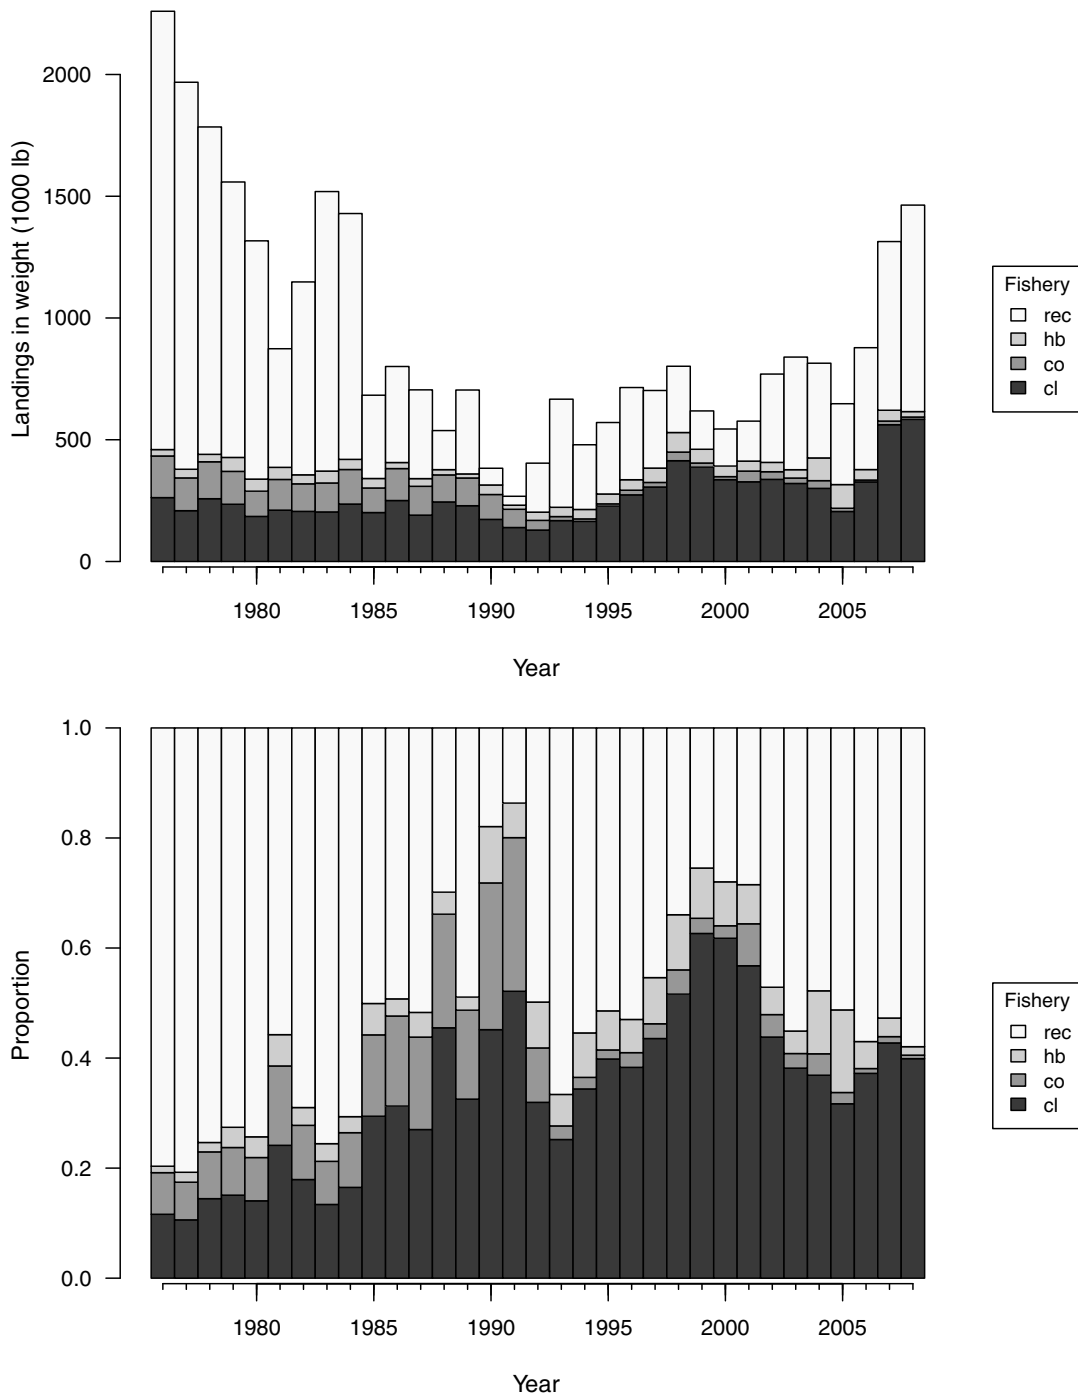 Landings in weight (1000 lb)
2000
1500
1000
500
0
1980 1985 1990 1995 2000 2005
Year
Fishery
rec
hb
co
cl
Proportion
1.0
0.8
0.6
0.4
0.2
0.0
1980 1985 1990 1995 2000 2005
Year
Fishery
rec
hb
co
cl